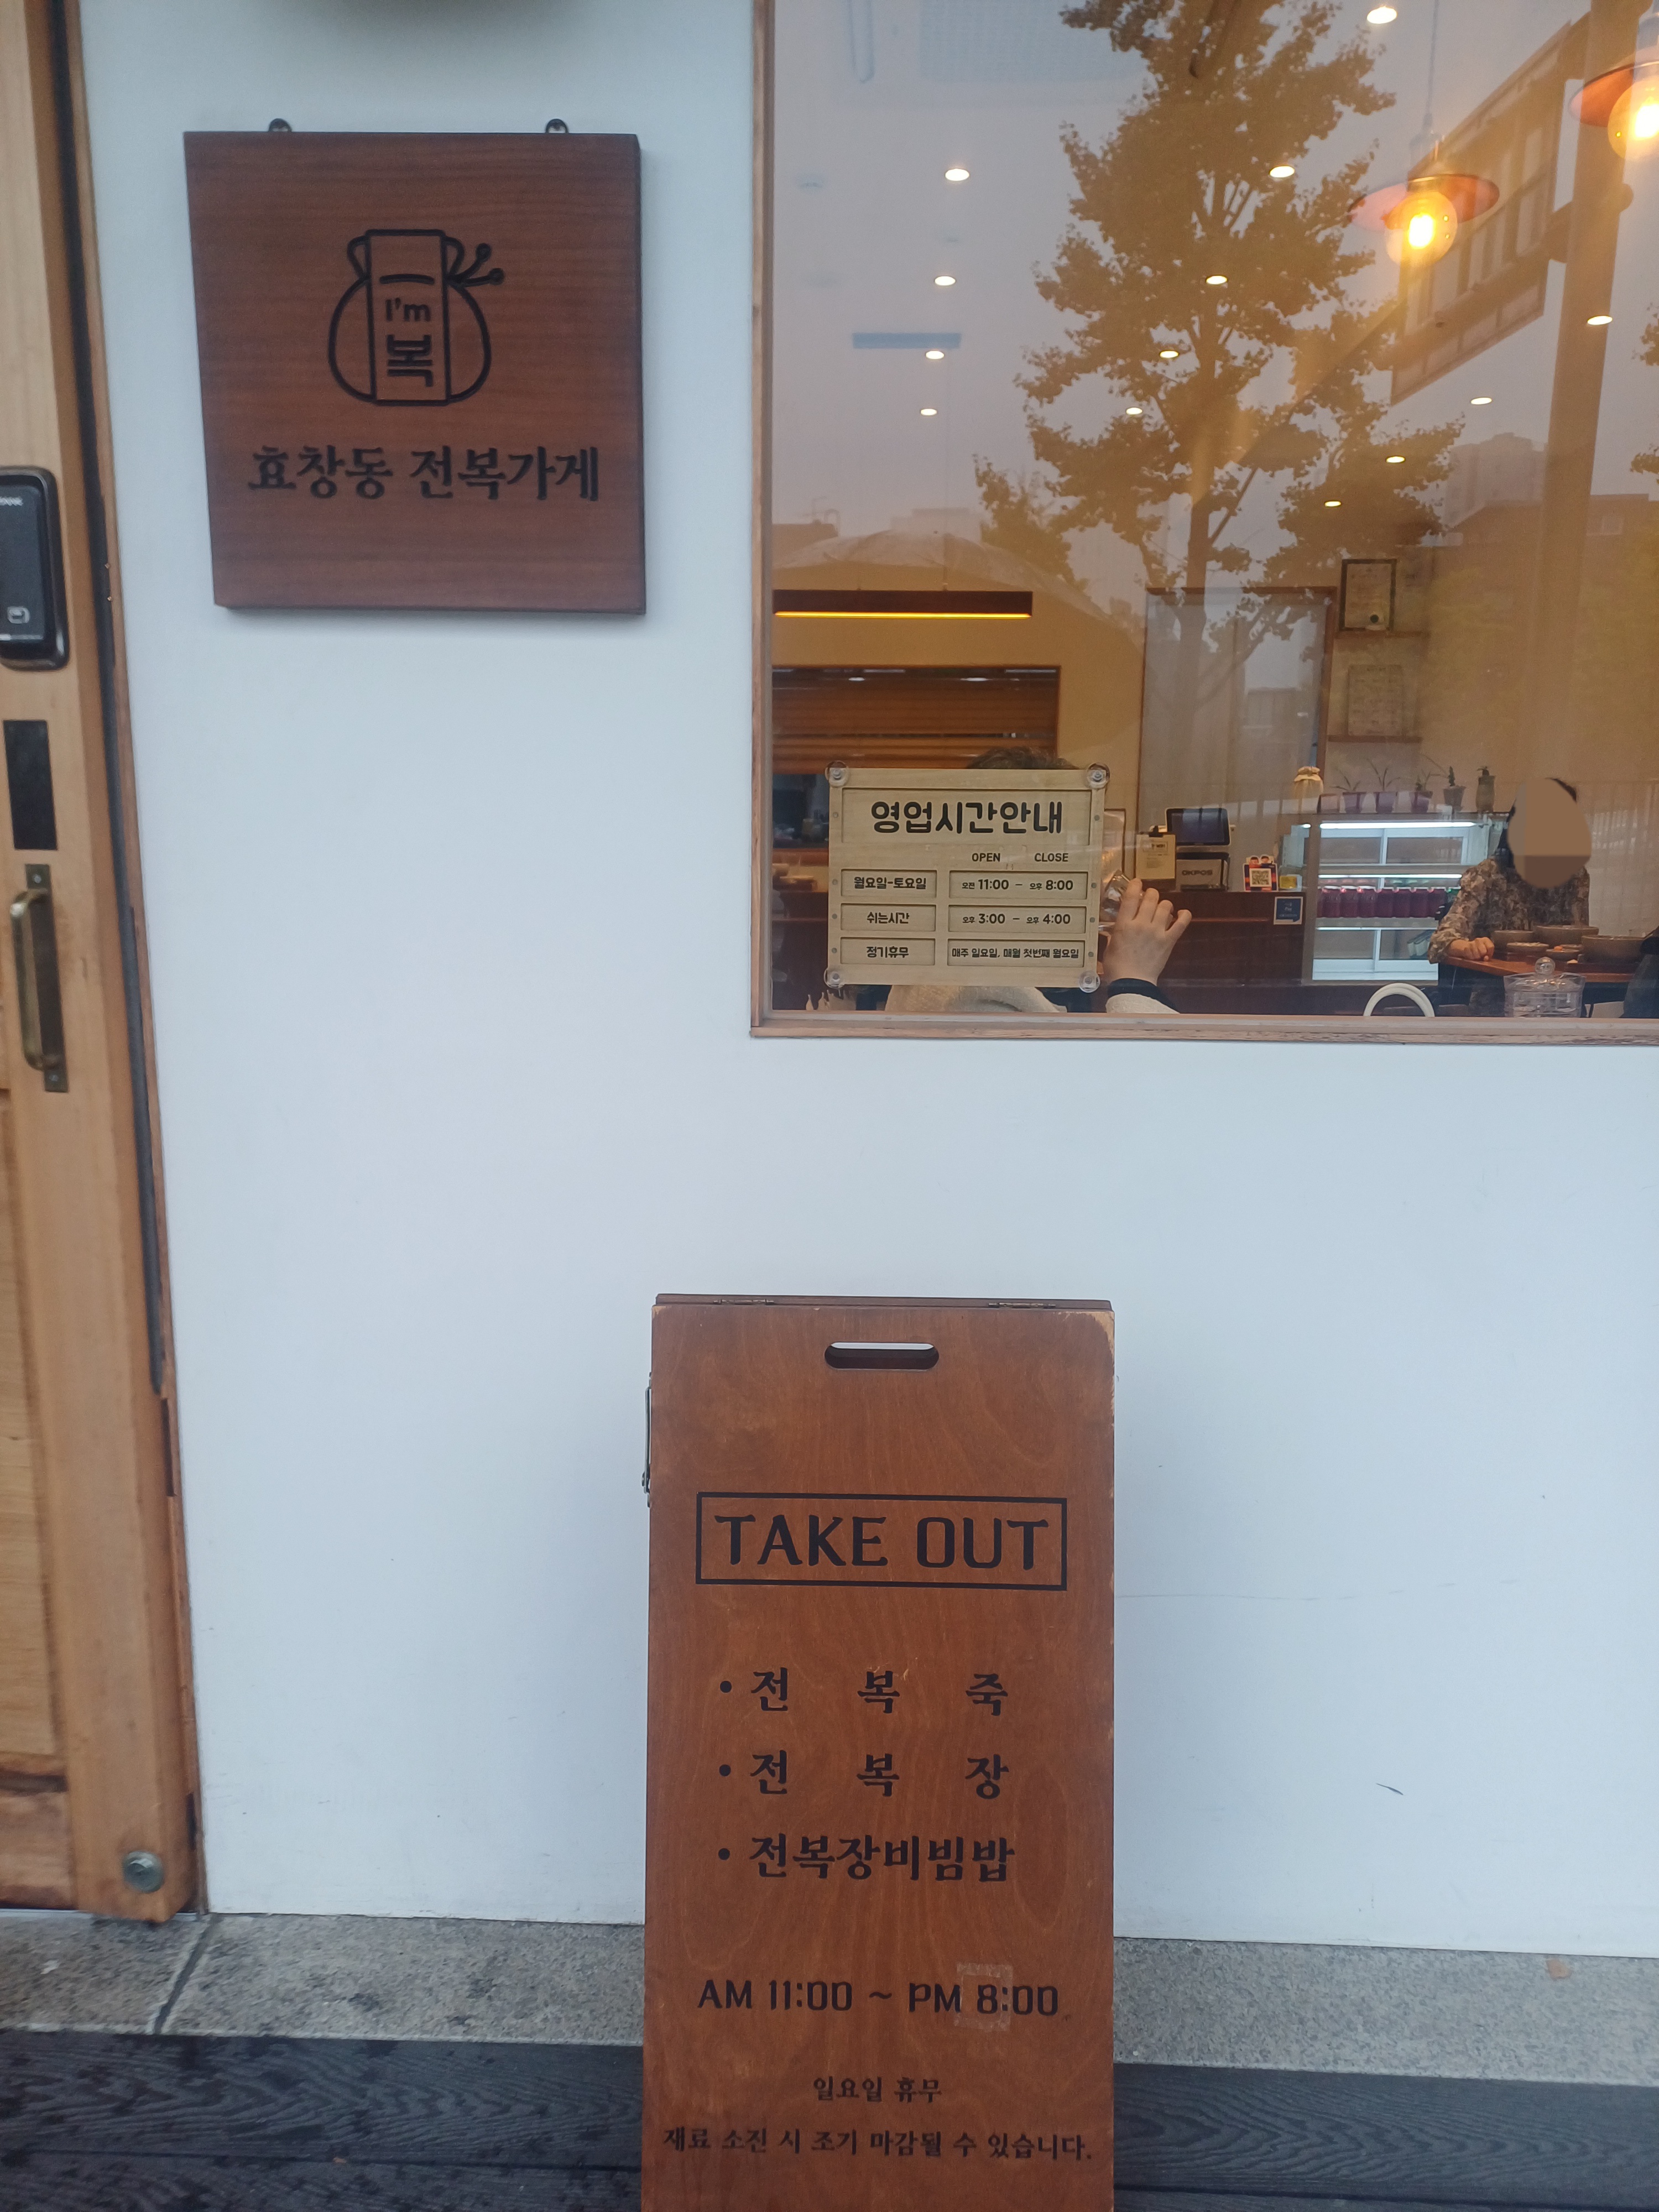 I'm
복
효창동 전복가게
영업시간안내
OPEN CLOSE
월요일-토요일 오전 11:00 - 오후 8:00
쉬는시간 오후 3:00 - 오후 4:00
정기휴무 매주 일요일, 매월 첫번째 월요일
OKPOS
TAKE OUT
• 전 복 죽
• 전 복 장
• 전복장비빔밥
AM 11:00 ~ PM 8:00
일요일 휴무
재료 소진 시 조기 마감될 수 있습니다.